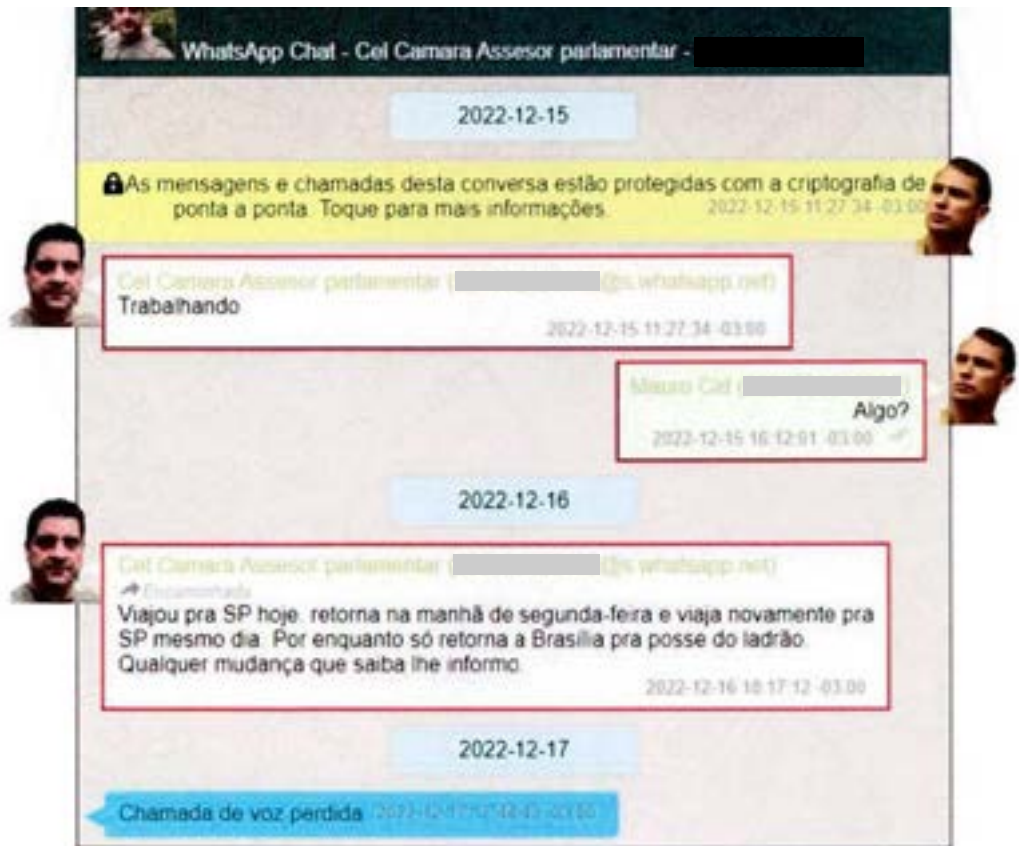 WhatsApp Chat - Cel Camara Assesor parlamentar -
2022-12-15
As mensagens e chamadas desta conversa estão protegidas com a criptografia de
ponta a ponta. Toque para mais informações.
2022-12-15 11:27:34 -03:00
Cel Camara Assesor parlamentar ( @s.whatsapp.net)
Trabalhando
2022-12-15 11:27:34 -03:00
Mauro Cid ( )
Algo?
2022-12-15 16:12:01 -03:00
2022-12-16
Cel Camara Assesor parlamentar ( @s.whatsapp.net)
Encaminhada
Viajou pra SP hoje. retorna na manhã de segunda-feira e viaja novamente pra
SP mesmo dia. Por enquanto só retorna a Brasília pra posse do ladrão.
Qualquer mudança que saiba lhe informo.
2022-12-16 18:17:12 -03:00
2022-12-17
Chamada de voz perdida